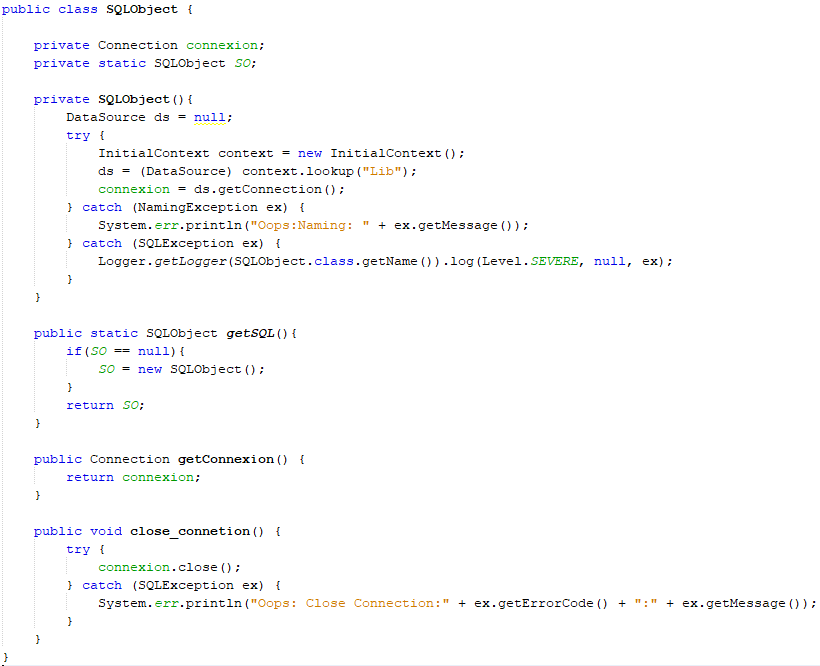 public class SQLObject {
private Connection connexion;
private static SQLObject SO;
private SQLObject(){
DataSource ds = null;
try {
InitialContext context = new InitialContext();
ds = (DataSource) context.lookup("Lib");
connexion = ds.getConnection();
} catch (NamingException ex) {
System.err.println("Oops:Naming: " + ex.getMessage());
} catch (SQLException ex) {
Logger.getLogger(SQLObject.class.getName()).log(Level.SEVERE, null, ex);
}
}
public static SQLObject getSQL(){
if(SO == null){
SO = new SQLObject();
}
return SO;
}
public Connection getConnexion() {
return connexion;
}
public void close_connetion() {
try {
connexion.close();
} catch (SQLException ex) {
System.err.println("Oops: Close Connection:" + ex.getErrorCode() + ":" + ex.getMessage());
}
}
}